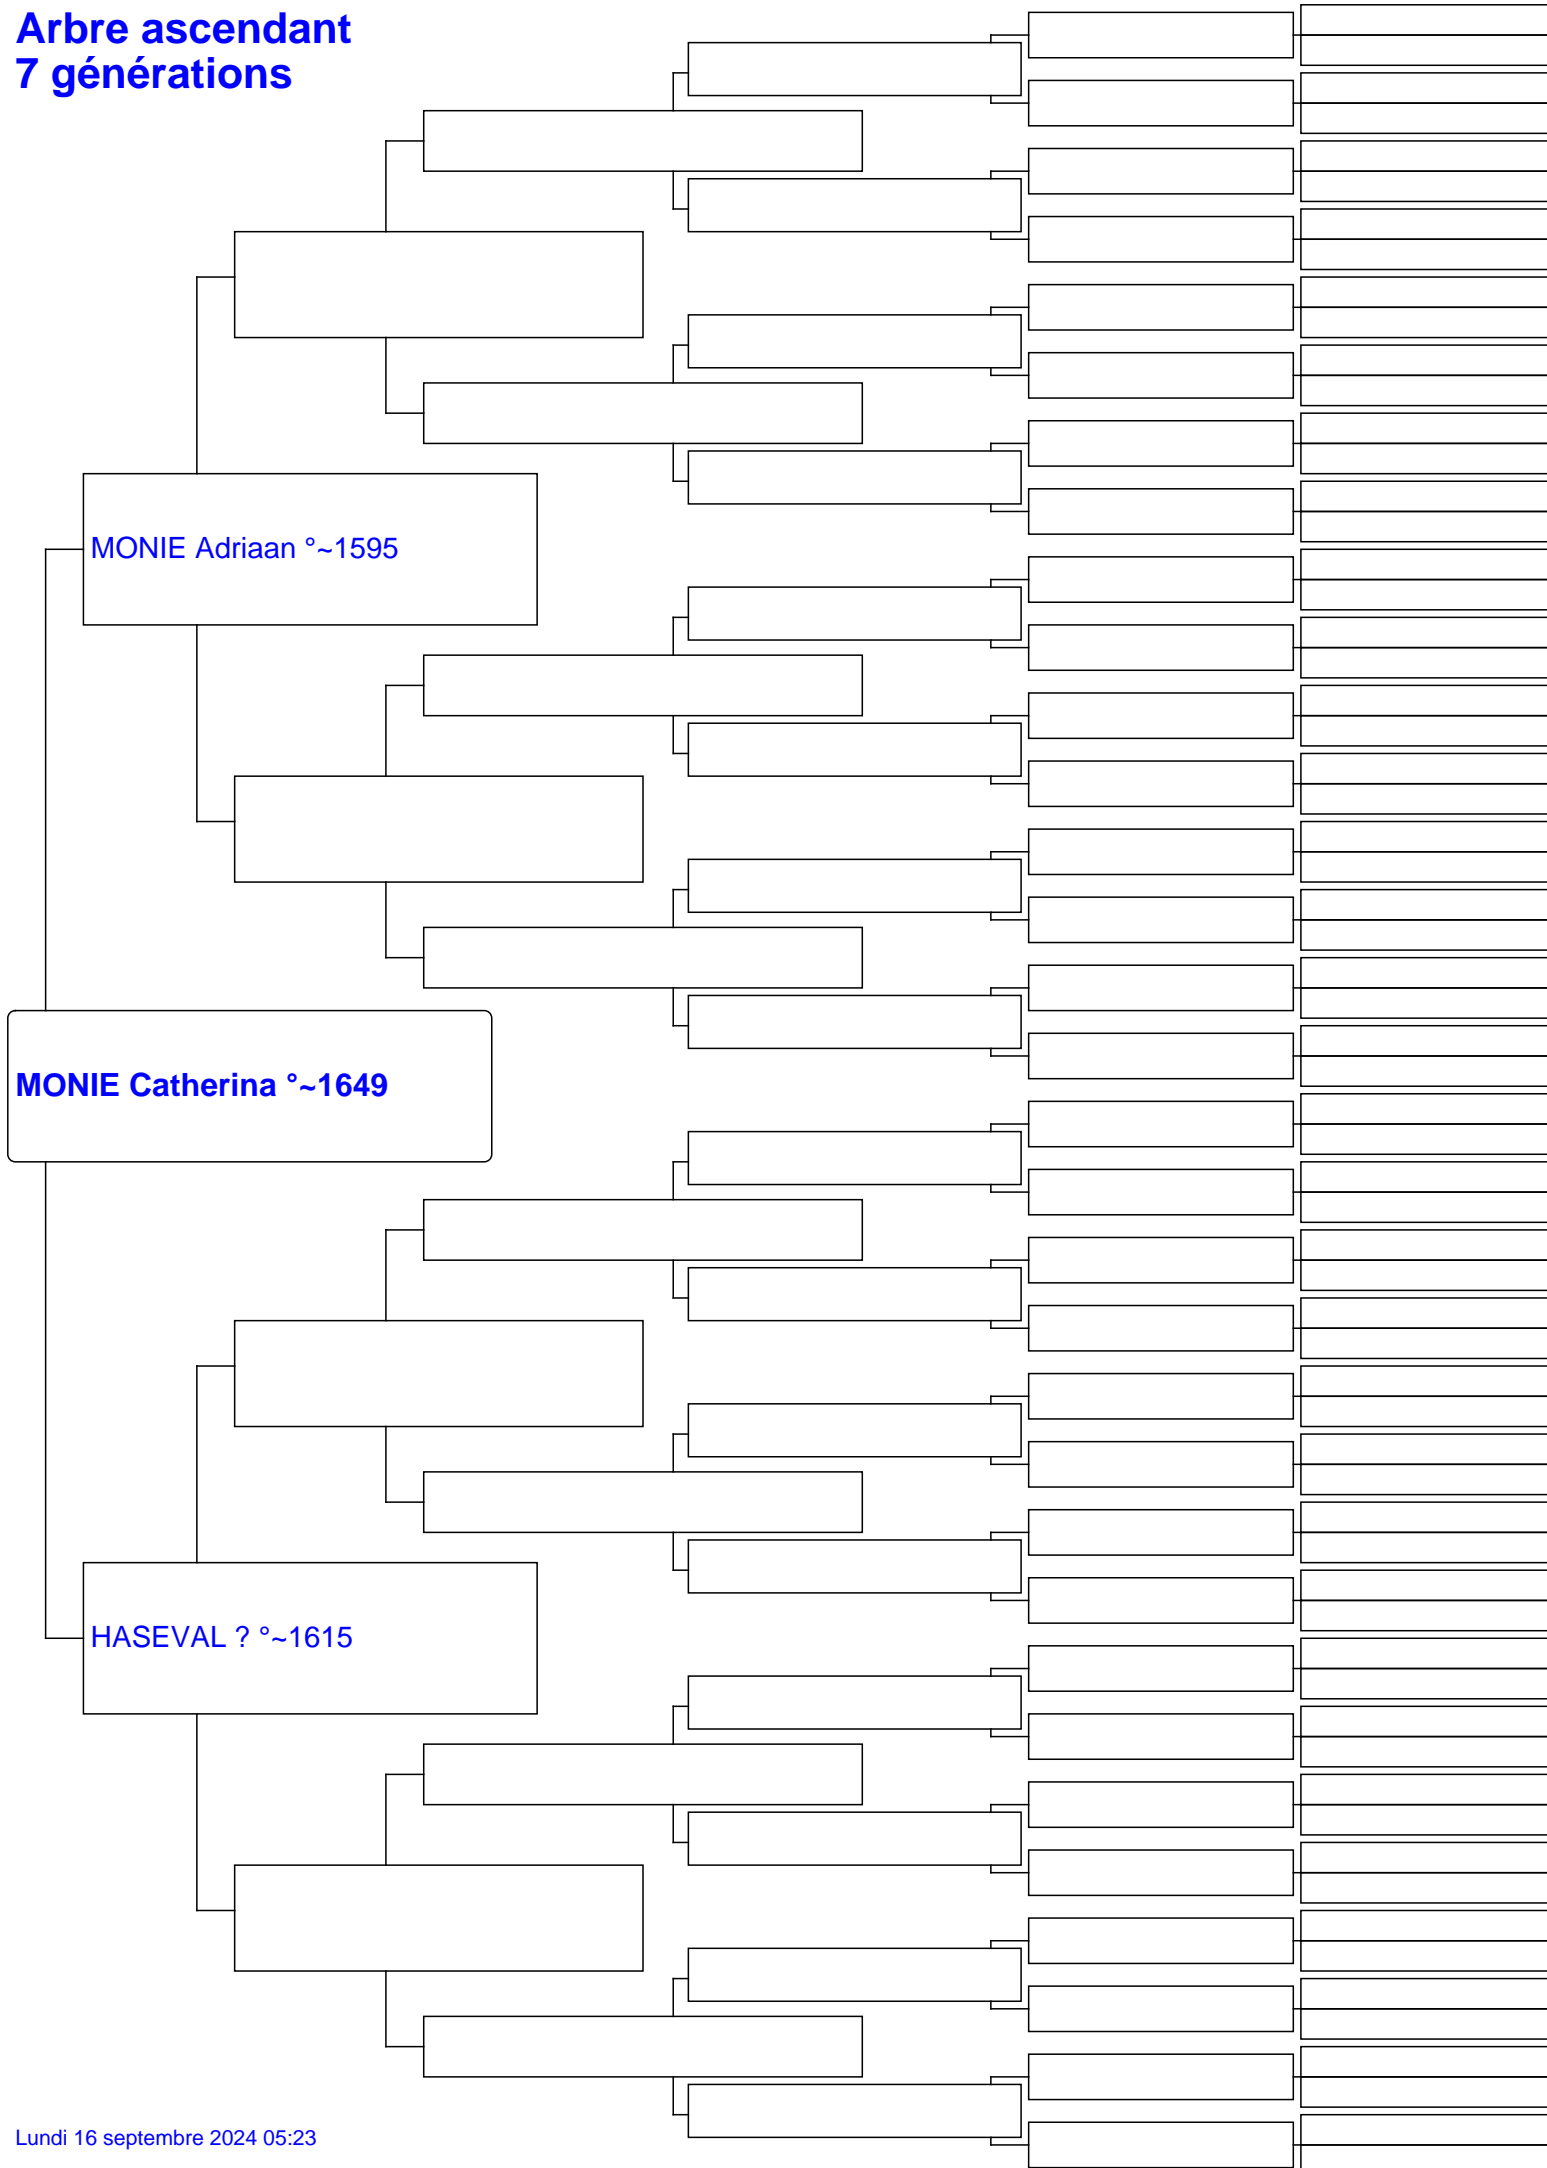 Arbre ascendant
7 générations
MONIE Adriaan °~1595
MONIE Catherina °~1649
HASEVAL ? °~1615
Lundi 16 septembre 2024 05:23